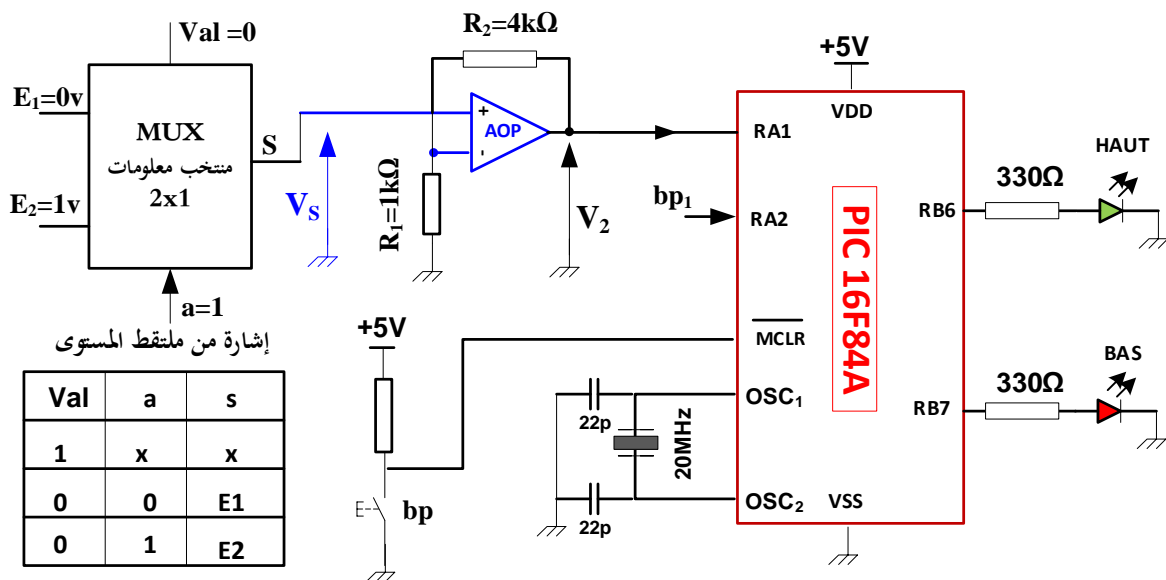 Val =0
E1=0v
E2=1v
MUX
منتخب معلومات
2x1
S
a=1
إشارة من ملتقط المستوى
VS
R2=4kΩ
R1=1kΩ
+
-
AOP
V2
+5V
VDD
RA1
bp1
RA2
PIC 16F84A
MCLR
OSC1
OSC2
VSS
RB6
RB7
330Ω
HAUT
330Ω
BAS
+5V
bp
22p
22p
20MHz
Val a s
1 x x
0 0 E1
0 1 E2